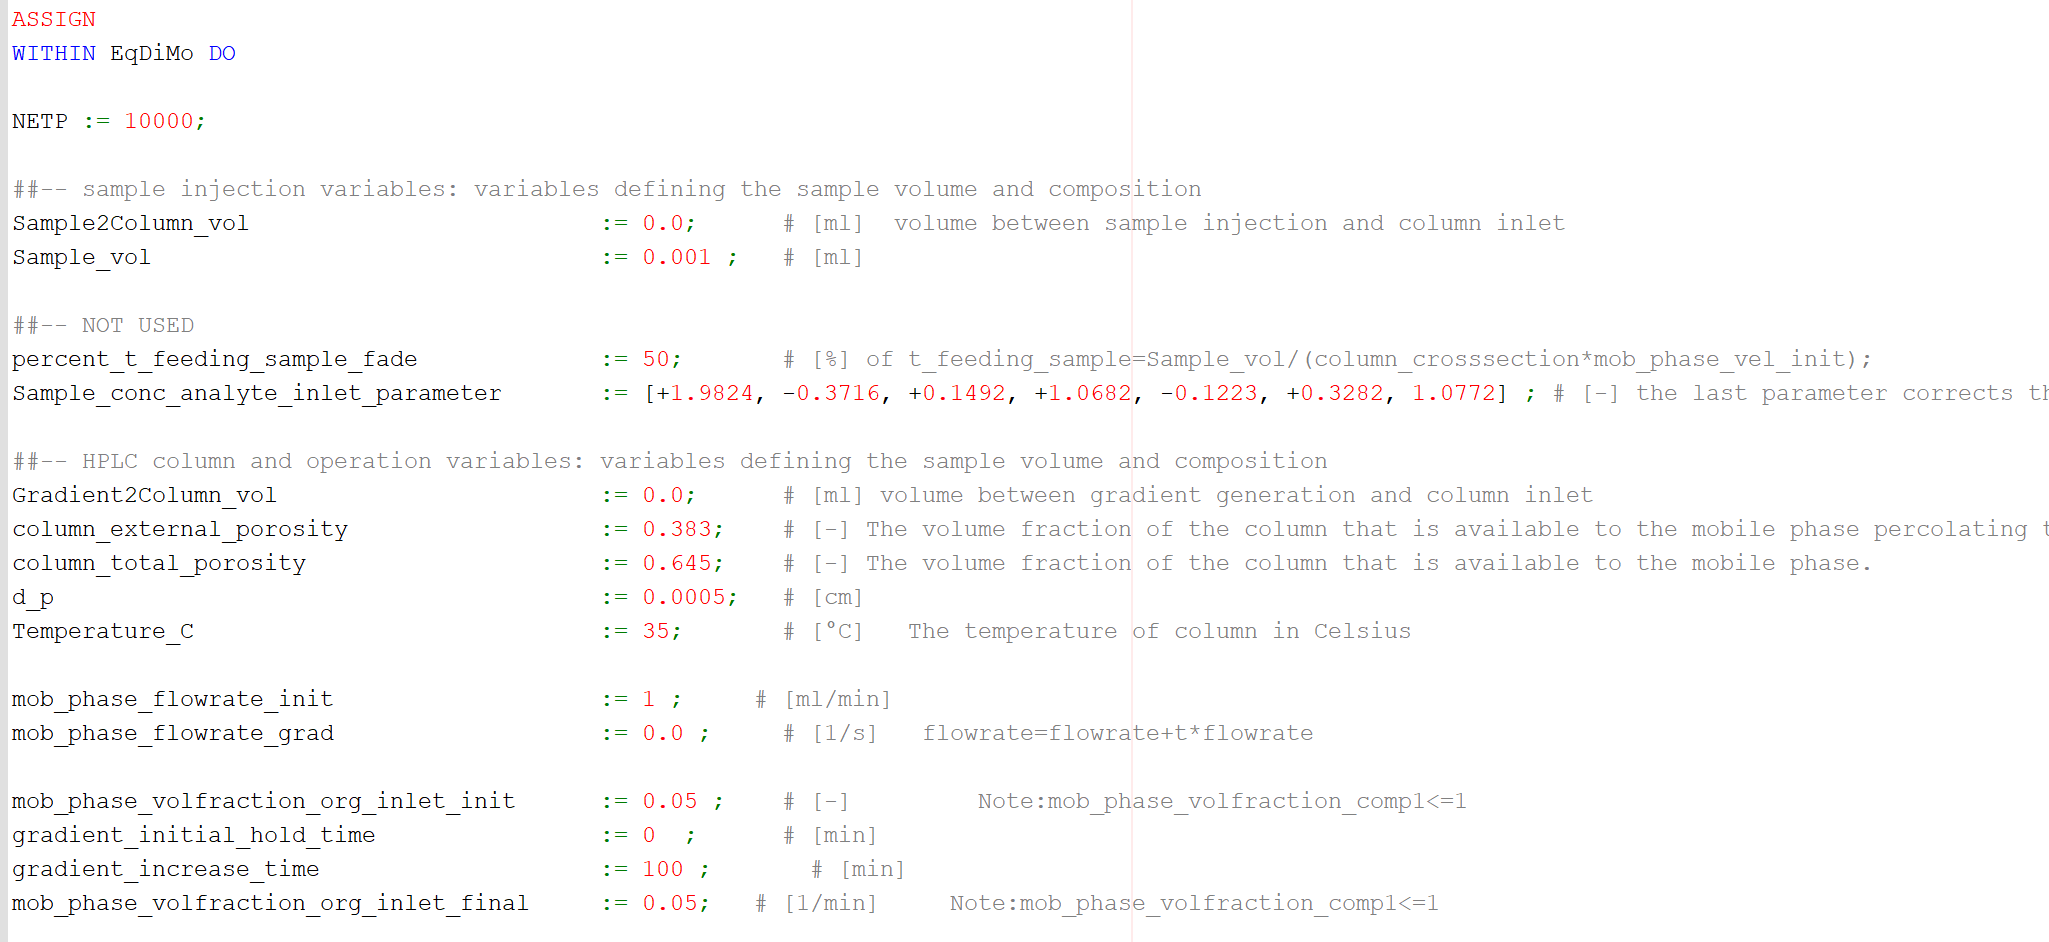 ASSIGN
WITHIN EqDiMo DO
NETP := 10000;
##-- sample injection variables: variables defining the sample volume and composition
Sample2Column_vol := 0.0; # [ml] volume between sample injection and column inlet
Sample_vol := 0.001 ; # [ml]
##-- NOT USED
percent_t_feeding_sample_fade := 50; # [%] of t_feeding_sample=Sample_vol/(column_crosssection*mob_phase_vel_init);
Sample_conc_analyte_inlet_parameter := [+1.9824, -0.3716, +0.1492, +1.0682, -0.1223, +0.3282, 1.0772] ; # [-] the last parameter corrects
##-- HPLC column and operation variables: variables defining the sample volume and composition
Gradient2Column_vol := 0.0; # [ml] volume between gradient generation and column inlet
column_external_porosity := 0.383; # [-] The volume fraction of the column that is available to the mobile phase percolating
column_total_porosity := 0.645; # [-] The volume fraction of the column that is available to the mobile phase.
d_p := 0.0005; # [cm]
Temperature_C := 35; # [°C] The temperature of column in Celsius
mob_phase_flowrate_init := 1 ; # [ml/min]
mob_phase_flowrate_grad := 0.0 ; # [1/s] flowrate=flowrate+t*flowrate
mob_phase_volfraction_org_inlet_init := 0.05 ; # [-] Note:mob_phase_volfraction_comp1<=1
gradient_initial_hold_time := 0 ; # [min]
gradient_increase_time := 100 ; # [min]
mob_phase_volfraction_org_inlet_final := 0.05; # [1/min] Note:mob_phase_volfraction_comp1<=1